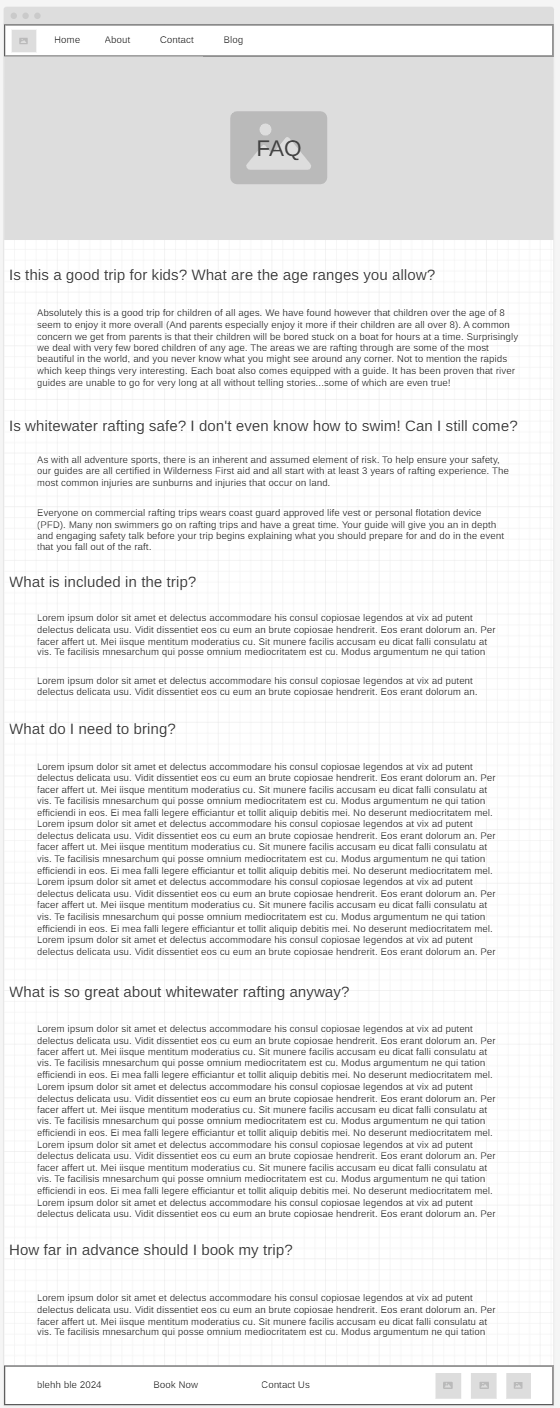 Home About Contact Blog
FAQ
Is this a good trip for kids? What are the age ranges you allow?
Absolutely this is a good trip for children of all ages. We have found however that children over the age of 8
seem to enjoy it more overall (And parents especially enjoy it more if their children are all over 8). A common
concern we get from parents is that their children will be bored stuck on a boat for hours at a time. Surprisingly
we deal with very few bored children of any age. The areas we are rafting through are some of the most
beautiful in the world, and you never know what you might see around any corner. Not to mention the rapids
which keep things very interesting. Each boat also comes equipped with a guide. It has been proven that river
guides are unable to go for very long at all without telling stories...some of which are even true!
Is whitewater rafting safe? I don't even know how to swim! Can I still come?
As with all adventure sports, there is an inherent and assumed element of risk. To help ensure your safety,
our guides are all certified in Wilderness First aid and all start with at least 3 years of rafting experience. The
most common injuries are sunburns and injuries that occur on land.
Everyone on commercial rafting trips wears coast guard approved life vest or personal flotation device
(PFD). Many non swimmers go on rafting trips and have a great time. Your guide will give you an in depth
and engaging safety talk before your trip begins explaining what you should prepare for and do in the event
that you fall out of the raft.
What is included in the trip?
Lorem ipsum dolor sit amet et delectus accommodare his consul copiosae legendos at vix ad putent
delectus delicata usu. Vidit dissentiet eos cu eum an brute copiosae hendrerit. Eos erant dolorum an. Per
facer affert ut. Mei iisque mentitum moderatius cu. Sit munere facilis accusam eu dicat falli consulatu at
vis. Te facilisis mnesarchum qui posse omnium mediocritatem est cu. Modus argumentum ne qui tation
Lorem ipsum dolor sit amet et delectus accommodare his consul copiosae legendos at vix ad putent
delectus delicata usu. Vidit dissentiet eos cu eum an brute copiosae hendrerit. Eos erant dolorum an.
What do I need to bring?
Lorem ipsum dolor sit amet et delectus accommodare his consul copiosae legendos at vix ad putent
delectus delicata usu. Vidit dissentiet eos cu eum an brute copiosae hendrerit. Eos erant dolorum an. Per
facer affert ut. Mei iisque mentitum moderatius cu. Sit munere facilis accusam eu dicat falli consulatu at
vis. Te facilisis mnesarchum qui posse omnium mediocritatem est cu. Modus argumentum ne qui tation
efficiendi in eos. Ei mea falli legere efficiantur et tollit aliquip debitis mei. No deserunt mediocritatem mel.
Lorem ipsum dolor sit amet et delectus accommodare his consul copiosae legendos at vix ad putent
delectus delicata usu. Vidit dissentiet eos cu eum an brute copiosae hendrerit. Eos erant dolorum an. Per
facer affert ut. Mei iisque mentitum moderatius cu. Sit munere facilis accusam eu dicat falli consulatu at
vis. Te facilisis mnesarchum qui posse omnium mediocritatem est cu. Modus argumentum ne qui tation
efficiendi in eos. Ei mea falli legere efficiantur et tollit aliquip debitis mei. No deserunt mediocritatem mel.
Lorem ipsum dolor sit amet et delectus accommodare his consul copiosae legendos at vix ad putent
delectus delicata usu. Vidit dissentiet eos cu eum an brute copiosae hendrerit. Eos erant dolorum an. Per
facer affert ut. Mei iisque mentitum moderatius cu. Sit munere facilis accusam eu dicat falli consulatu at
vis. Te facilisis mnesarchum qui posse omnium mediocritatem est cu. Modus argumentum ne qui tation
efficiendi in eos. Ei mea falli legere efficiantur et tollit aliquip debitis mei. No deserunt mediocritatem mel.
Lorem ipsum dolor sit amet et delectus accommodare his consul copiosae legendos at vix ad putent
delectus delicata usu. Vidit dissentiet eos cu eum an brute copiosae hendrerit. Eos erant dolorum an. Per
What is so great about whitewater rafting anyway?
Lorem ipsum dolor sit amet et delectus accommodare his consul copiosae legendos at vix ad putent
delectus delicata usu. Vidit dissentiet eos cu eum an brute copiosae hendrerit. Eos erant dolorum an. Per
facer affert ut. Mei iisque mentitum moderatius cu. Sit munere facilis accusam eu dicat falli consulatu at
vis. Te facilisis mnesarchum qui posse omnium mediocritatem est cu. Modus argumentum ne qui tation
efficiendi in eos. Ei mea falli legere efficiantur et tollit aliquip debitis mei. No deserunt mediocritatem mel.
Lorem ipsum dolor sit amet et delectus accommodare his consul copiosae legendos at vix ad putent
delectus delicata usu. Vidit dissentiet eos cu eum an brute copiosae hendrerit. Eos erant dolorum an. Per
facer affert ut. Mei iisque mentitum moderatius cu. Sit munere facilis accusam eu dicat falli consulatu at
vis. Te facilisis mnesarchum qui posse omnium mediocritatem est cu. Modus argumentum ne qui tation
efficiendi in eos. Ei mea falli legere efficiantur et tollit aliquip debitis mei. No deserunt mediocritatem mel.
Lorem ipsum dolor sit amet et delectus accommodare his consul copiosae legendos at vix ad putent
delectus delicata usu. Vidit dissentiet eos cu eum an brute copiosae hendrerit. Eos erant dolorum an. Per
facer affert ut. Mei iisque mentitum moderatius cu. Sit munere facilis accusam eu dicat falli consulatu at
vis. Te facilisis mnesarchum qui posse omnium mediocritatem est cu. Modus argumentum ne qui tation
efficiendi in eos. Ei mea falli legere efficiantur et tollit aliquip debitis mei. No deserunt mediocritatem mel.
Lorem ipsum dolor sit amet et delectus accommodare his consul copiosae legendos at vix ad putent
delectus delicata usu. Vidit dissentiet eos cu eum an brute copiosae hendrerit. Eos erant dolorum an. Per
How far in advance should I book my trip?
Lorem ipsum dolor sit amet et delectus accommodare his consul copiosae legendos at vix ad putent
delectus delicata usu. Vidit dissentiet eos cu eum an brute copiosae hendrerit. Eos erant dolorum an. Per
facer affert ut. Mei iisque mentitum moderatius cu. Sit munere facilis accusam eu dicat falli consulatu at
vis. Te facilisis mnesarchum qui posse omnium mediocritatem est cu. Modus argumentum ne qui tation
blehh ble 2024 Book Now Contact Us